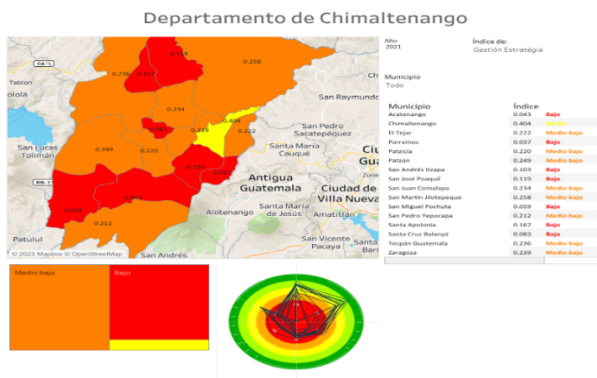 Departamento de Chimaltenango
Año
2021
Índice de:
Gestión Estratégia
Municipio
Todo
Municipio Índice
Acatenango 0.043 Bajo
Chimaltenango 0.404
El Tejar 0.222 Medio bajo
Parramos 0.037 Bajo
Patzicía 0.220 Medio bajo
Patzún 0.249 Medio bajo
San Andrés Itzapa 0.103 Bajo
San José Poaquil 0.119 Bajo
San Juan Comalapa 0.234 Medio bajo
San Martín Jilotepeque 0.258 Medio bajo
San Miguel Pochuta 0.059 Bajo
San Pedro Yepocapa 0.212 Medio bajo
Santa Apolonia 0.167 Bajo
Santa Cruz Balanyá 0.083 Bajo
Tecpán Guatemala 0.236 Medio bajo
Zaragoza 0.239 Medio bajo
0.258
0.236
0.234
0.404
0.239
0.222
0.249
0.220
0.212
Tablon
ololá
San Lucas
Tolimán
Patulul
San Raymundo
San Pedro
Sacatepéquez
Santa María
Cauqué
Antigua
Guatemala
Ciudad de
Villa Nueva
Alotenango
Santa María
de Jesús
Amatitlán
San Vicente
Pacaya
San Andrés
© 2023 Mapbox © OpenStreetMap
Medio bajo
Bajo